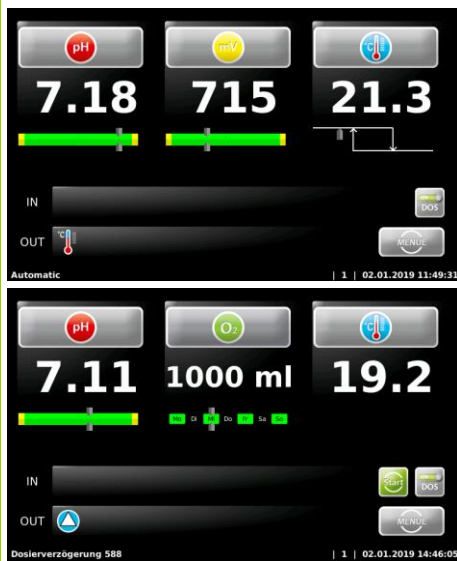 pH mV °C
7.18 715 21.3
IN
DOS
OUT °C
MENUE
Automatic | 1 | 02.01.2019 11:49:31
pH O₂ °C
7.11 1000 ml 19.2
Mo Di Mi Do Fr Sa So
IN
Start DOS
OUT
MENUE
Dosierverzögerung 588 | 1 | 02.01.2019 14:46:05